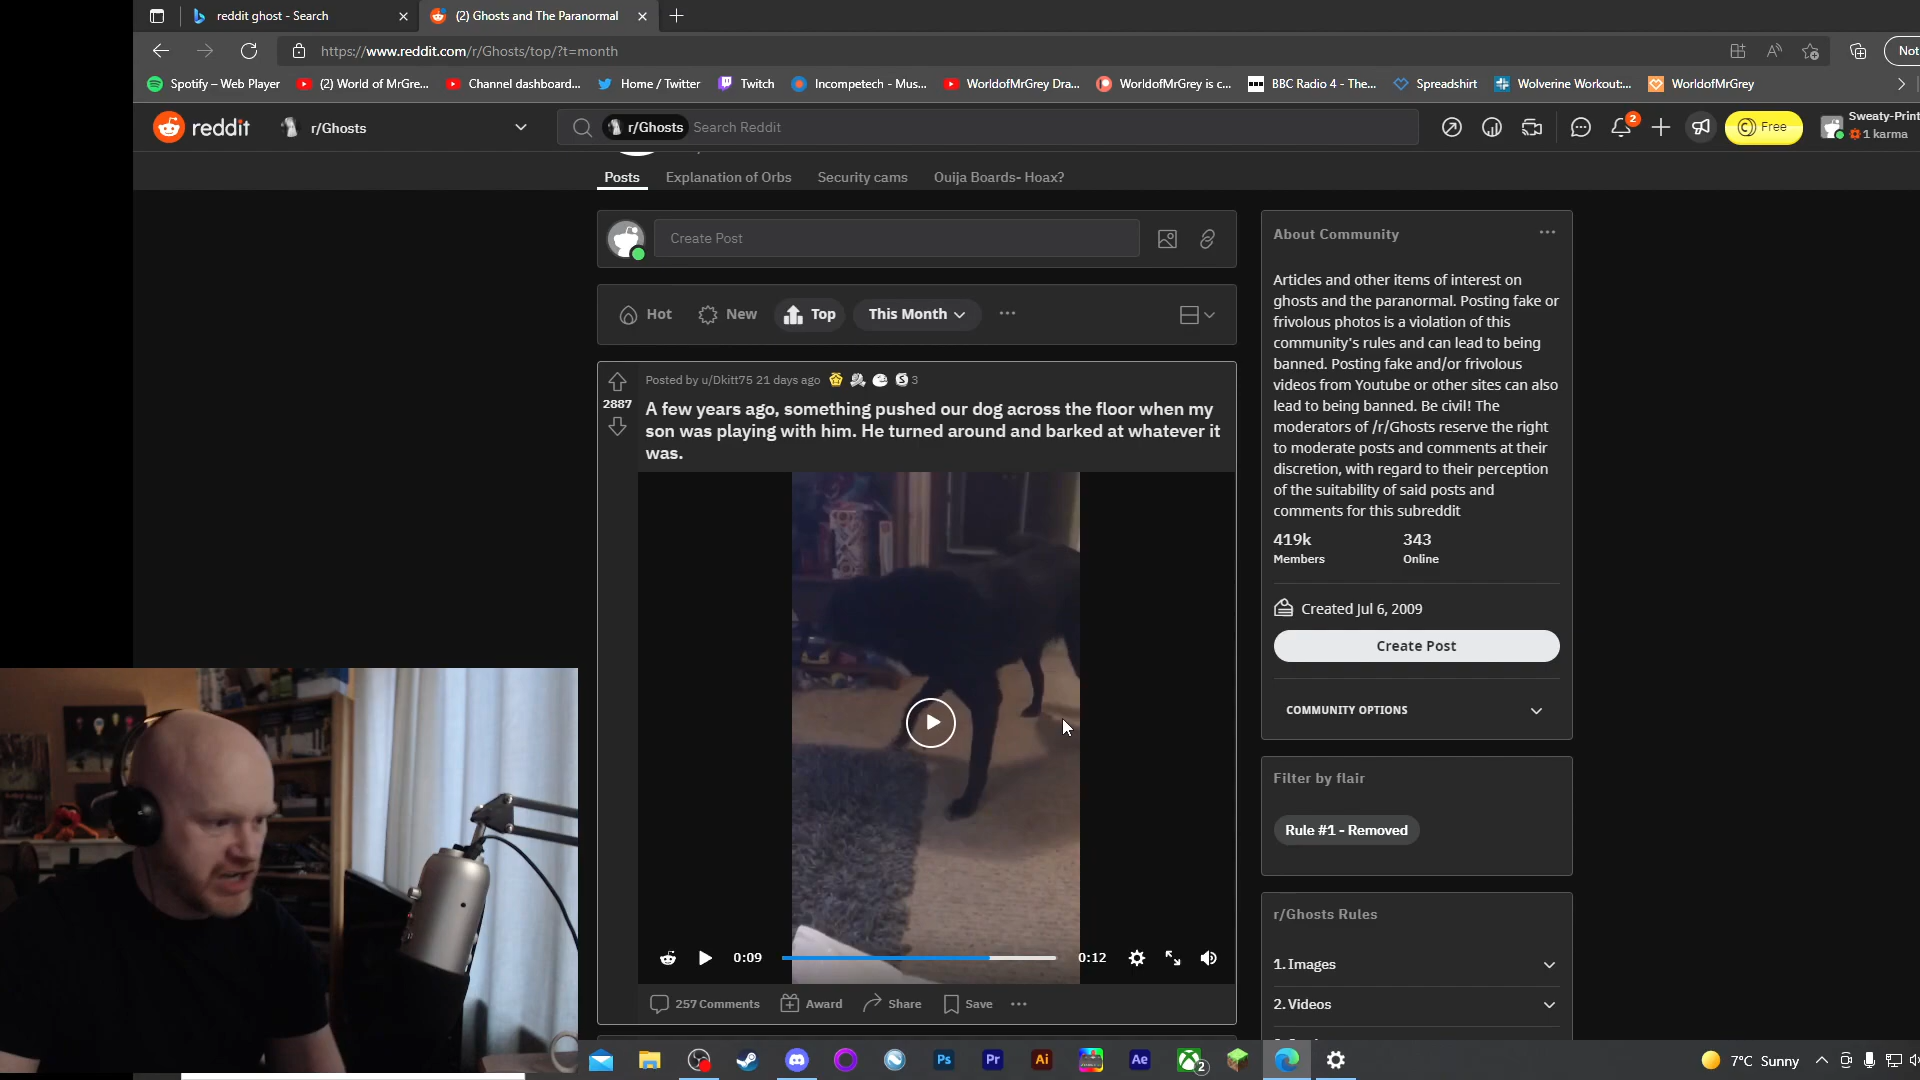 reddit ghost - Search
(2) Ghosts and The Paranormal
https://www.reddit.com/r/Ghosts/top/?t=month
Not
Spotify – Web Player
(2) World of MrGre...
Channel dashboard...
Home / Twitter
Twitch
Incompetech - Mus...
WorldofMrGrey Dra...
WorldofMrGrey is c...
BBC Radio 4 - The...
Spreadshirt
Wolverine Workout:...
WorldofMrGrey
reddit
r/Ghosts
r/Ghosts
Search Reddit
2
Free
Sweaty-Print
1 karma
Posts
Explanation of Orbs
Security cams
Ouija Boards- Hoax?
Create Post
Hot
New
Top
This Month
Posted by u/Dkitt75 21 days ago
3
2887
A few years ago, something pushed our dog across the floor when my
son was playing with him. He turned around and barked at whatever it
was.
0:09
0:12
257 Comments
Award
Share
Save
About Community
Articles and other items of interest on
ghosts and the paranormal. Posting fake or
frivolous photos is a violation of this
community's rules and can lead to being
banned. Posting fake and/or frivolous
videos from Youtube or other sites can also
lead to being banned. Be civil! The
moderators of /r/Ghosts reserve the right
to moderate posts and comments at their
discretion, with regard to their perception
of the suitability of said posts and
comments for this subreddit
419k
Members
343
Online
Created Jul 6, 2009
Create Post
COMMUNITY OPTIONS
Filter by flair
Rule #1 - Removed
r/Ghosts Rules
1. Images
2. Videos
Ps
Pr
Ai
Ae
2
7°C Sunny